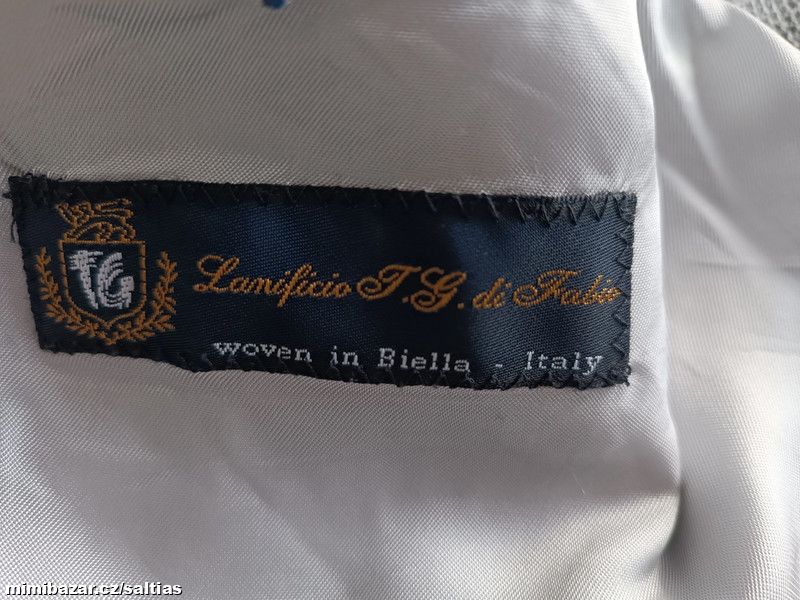 TG
Lanificio T.G. di Fabio
woven in Biella - Italy
mimibazar.cz/saltias